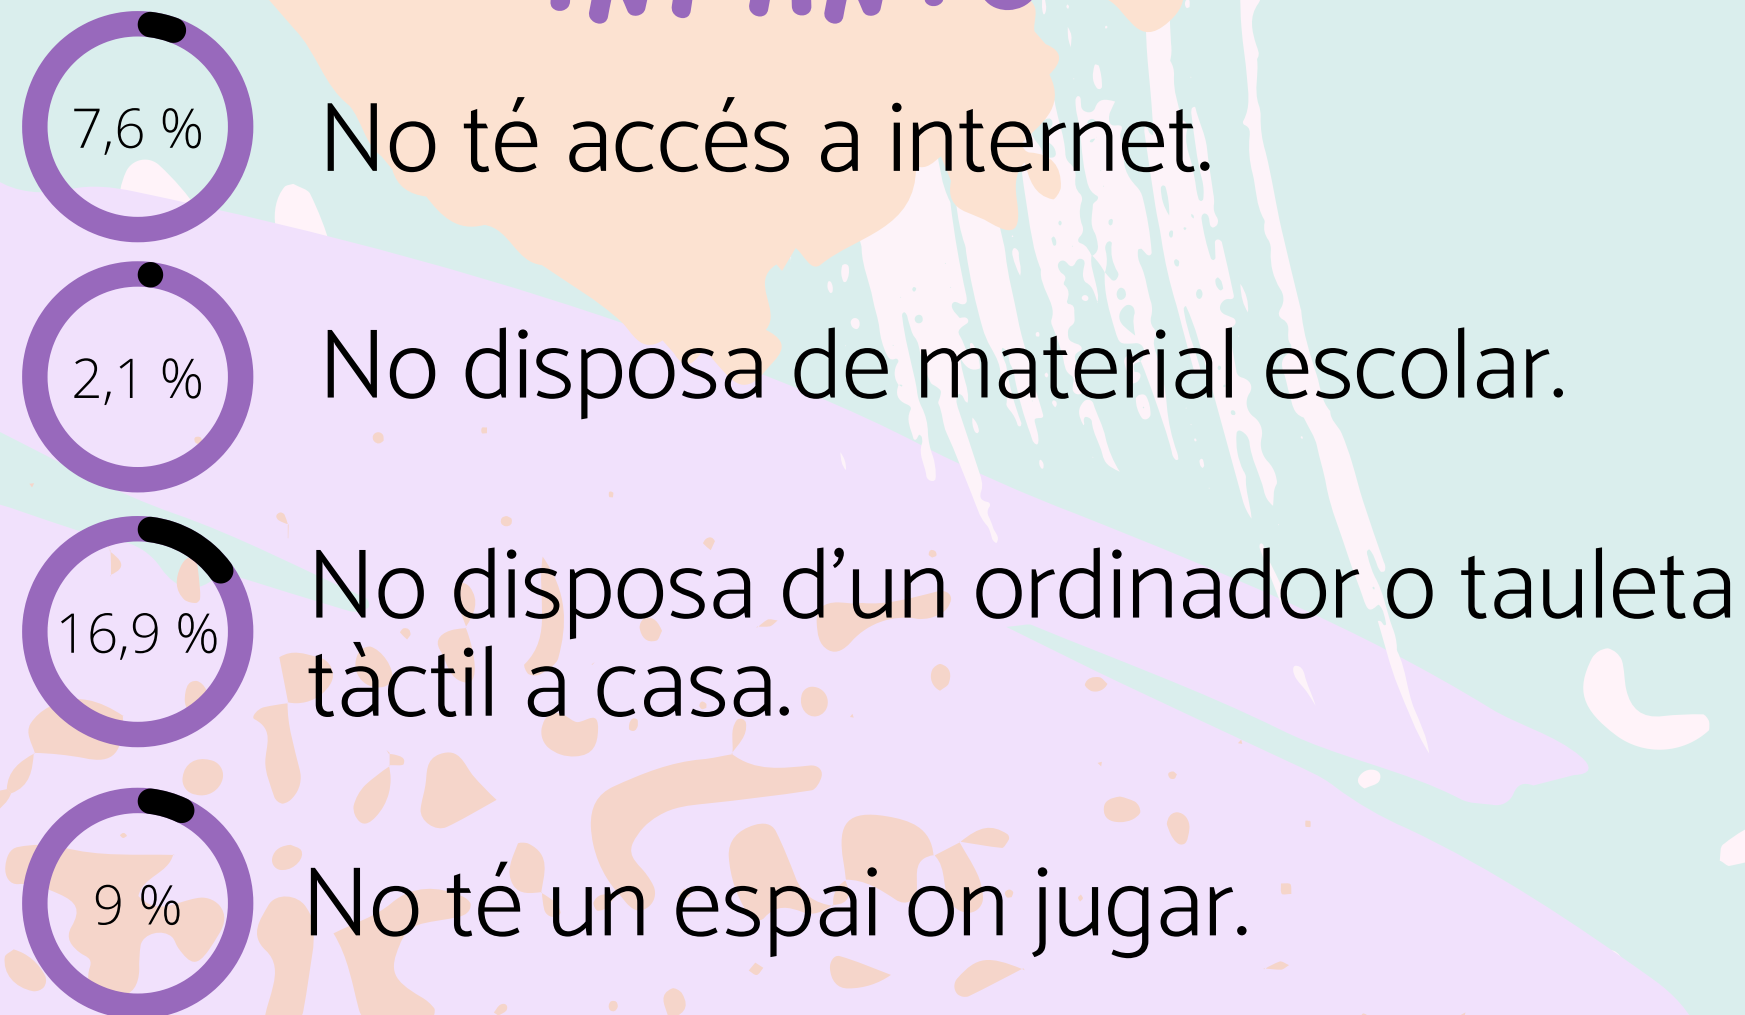 7,6 %
No té accés a internet.
2,1 %
No disposa de material escolar.
16,9 %
No disposa d’un ordinador o tauleta
tàctil a casa.
9 %
No té un espai on jugar.